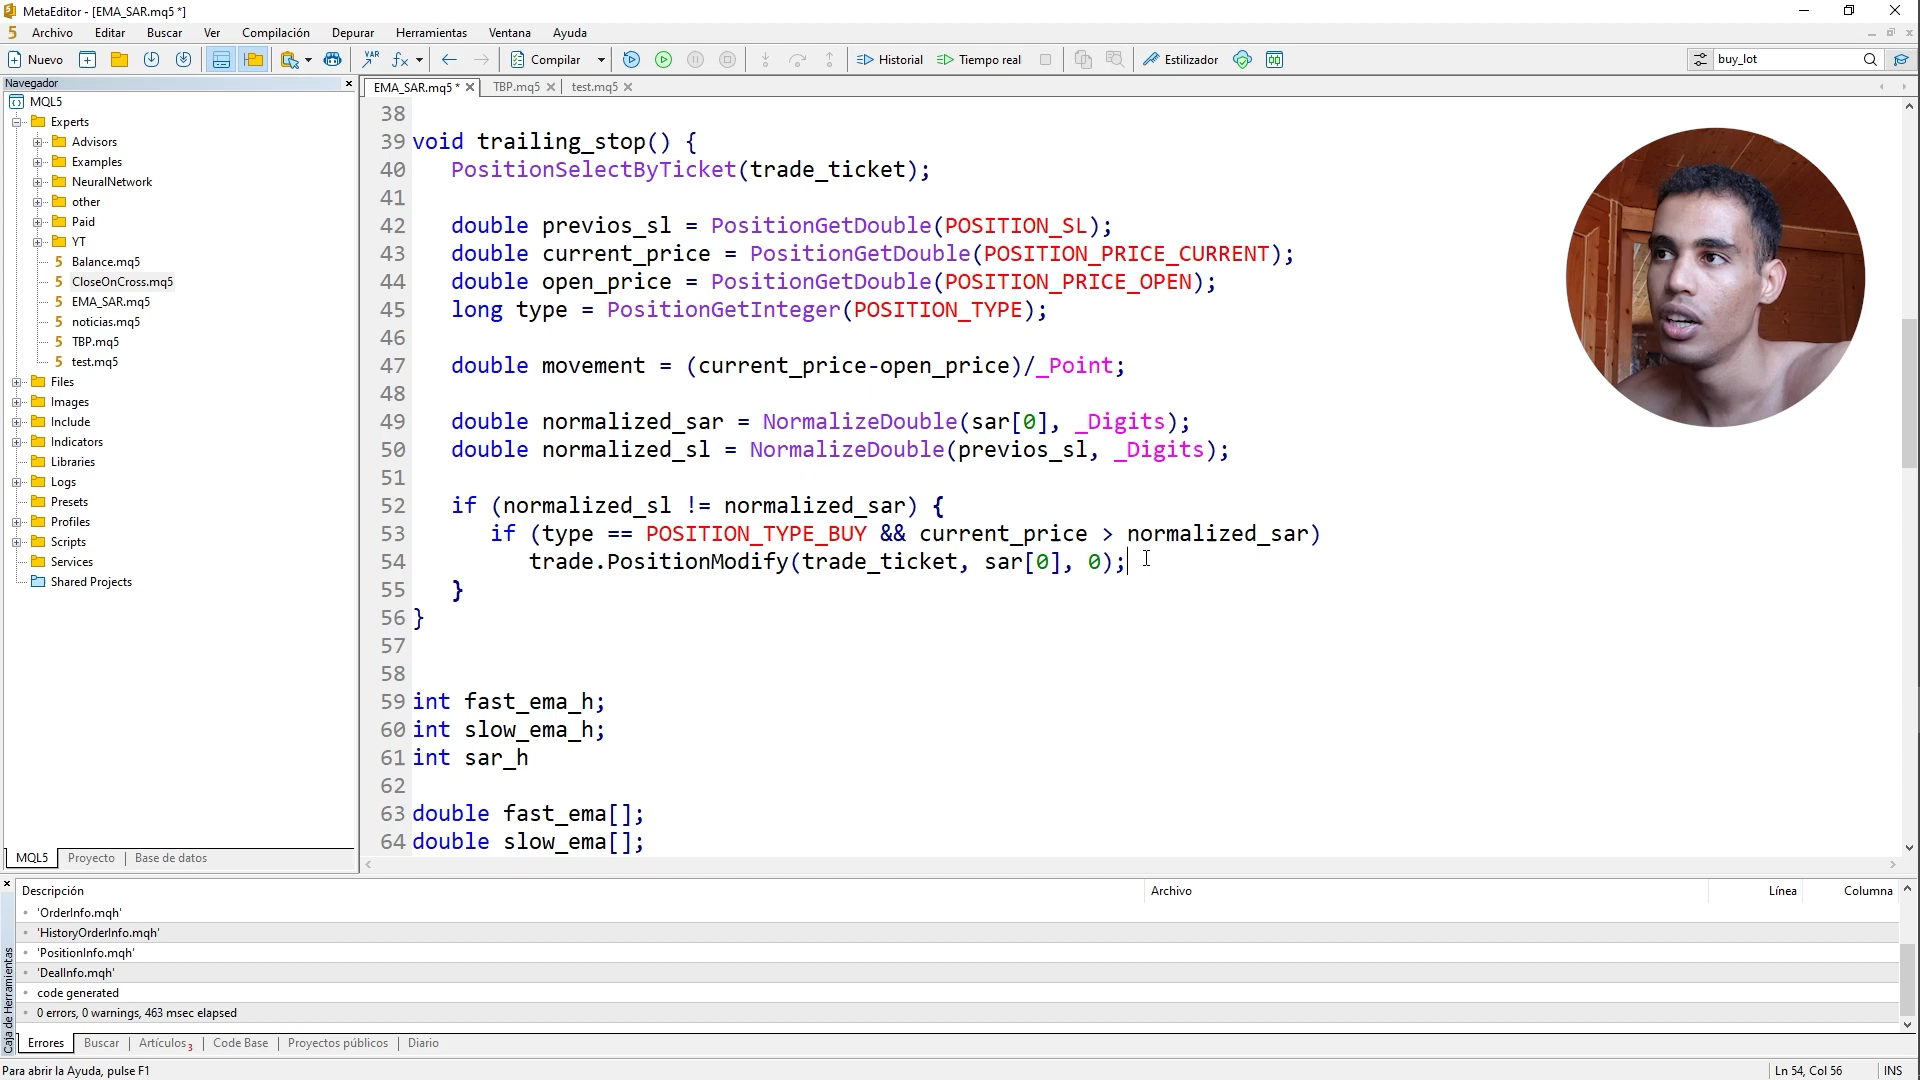 MetaEditor - [EMA_SAR.mq5 *]
5 Archivo Editar Buscar Ver Compilación Depurar Herramientas Ventana Ayuda
Nuevo VAR fx Compilar Historial Tiempo real Estilizador buy_lot
Navegador
MQL5
Experts
Advisors
Examples
NeuralNetwork
other
Paid
YT
5 Balance.mq5
5 CloseOnCross.mq5
5 EMA_SAR.mq5
5 noticias.mq5
5 TBP.mq5
5 test.mq5
Files
Images
Include
Indicators
Libraries
Logs
Presets
Profiles
Scripts
Services
Shared Projects
MQL5 Proyecto Base de datos
EMA_SAR.mq5 * TBP.mq5 test.mq5
38
39 void trailing_stop() {
40 PositionSelectByTicket(trade_ticket);
41
42 double previos_sl = PositionGetDouble(POSITION_SL);
43 double current_price = PositionGetDouble(POSITION_PRICE_CURRENT);
44 double open_price = PositionGetDouble(POSITION_PRICE_OPEN);
45 long type = PositionGetInteger(POSITION_TYPE);
46
47 double movement = (current_price-open_price)/_Point;
48
49 double normalized_sar = NormalizeDouble(sar[0], _Digits);
50 double normalized_sl = NormalizeDouble(previos_sl, _Digits);
51
52 if (normalized_sl != normalized_sar) {
53 if (type == POSITION_TYPE_BUY && current_price > normalized_sar)
54 trade.PositionModify(trade_ticket, sar[0], 0);
55 }
56 }
57
58
59 int fast_ema_h;
60 int slow_ema_h;
61 int sar_h
62
63 double fast_ema[];
64 double slow_ema[];
Descripción Archivo Línea Columna
'OrderInfo.mqh'
'HistoryOrderInfo.mqh'
'PositionInfo.mqh'
'DealInfo.mqh'
code generated
0 errors, 0 warnings, 463 msec elapsed
Caja de Herramientas
Errores Buscar Artículos 3 Code Base Proyectos públicos Diario
Para abrir la Ayuda, pulse F1 Ln 54, Col 56 INS